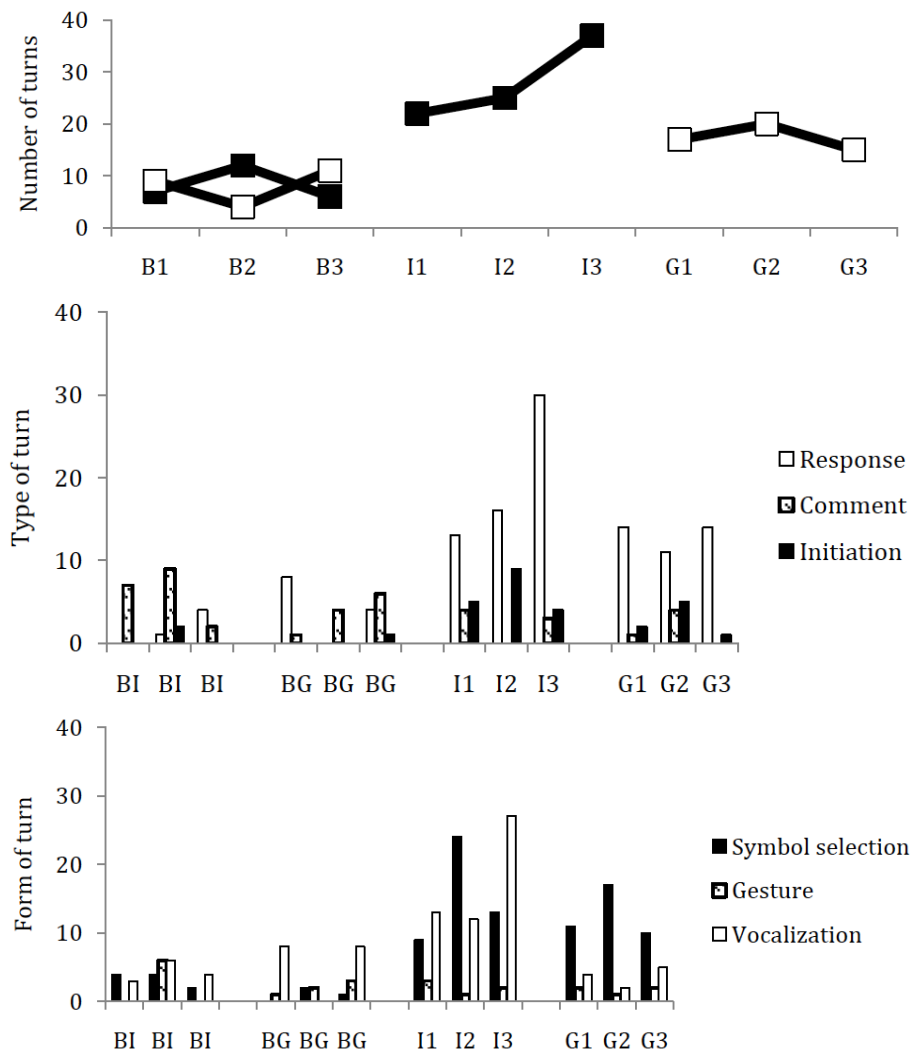 Number of turns
40
30
20
10
0
B1 B2 B3 I1 I2 I3 G1 G2 G3
Type of turn
40
30
20
10
0
BI BI BI BG BG BG I1 I2 I3 G1 G2 G3
Response
Comment
Initiation
Form of turn
40
30
20
10
0
BI BI BI BG BG BG I1 I2 I3 G1 G2 G3
Symbol selection
Gesture
Vocalization